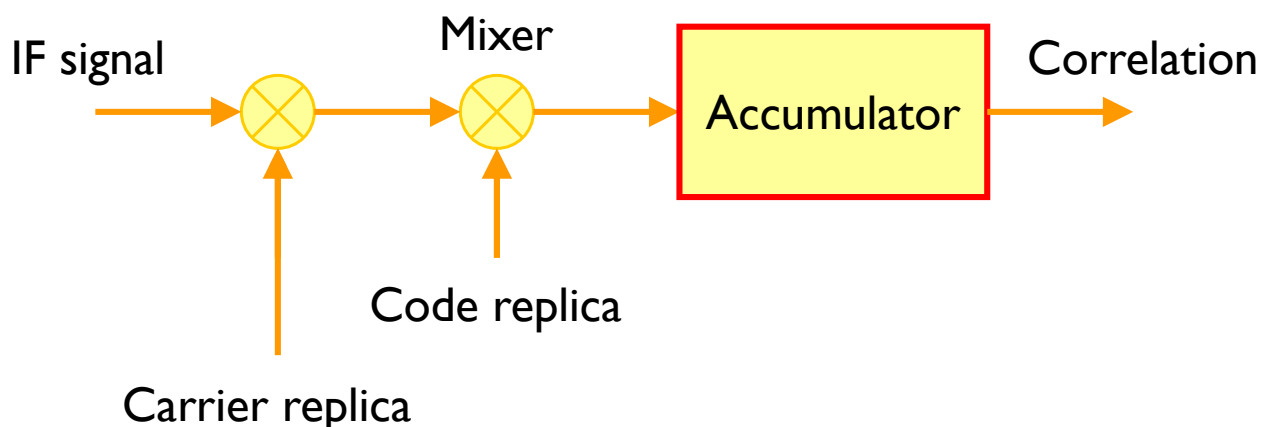 IF signal
Mixer
Accumulator
Correlation
Code replica
Carrier replica